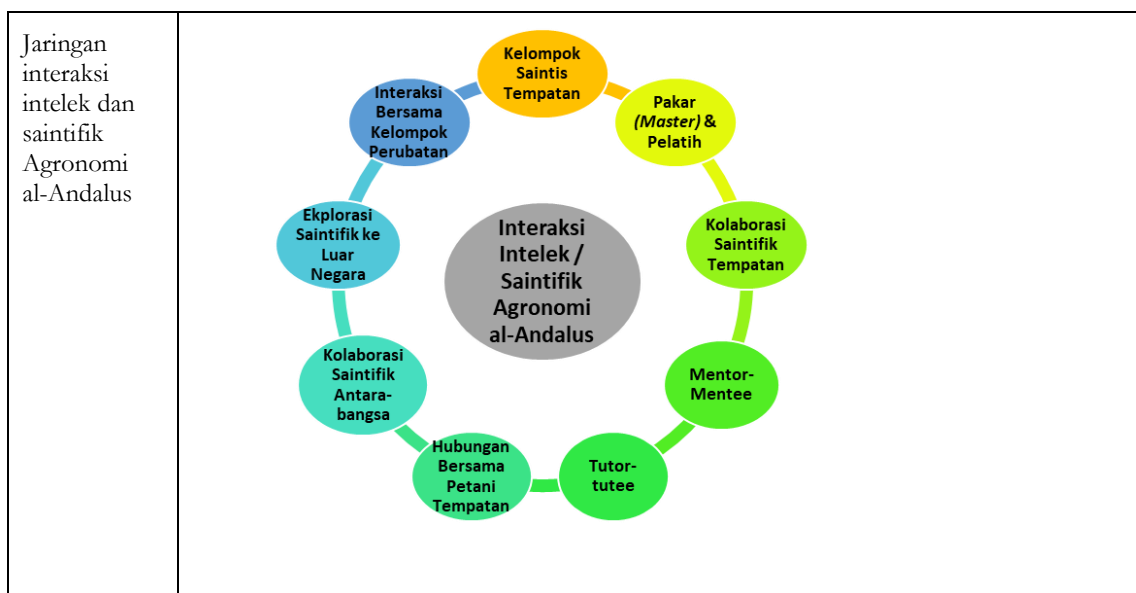 Jaringan
interaksi
intelek dan
saintifik
Agronomi
al-Andalus
Kelompok
Saintis
Tempatan
Pakar
(Master) &
Pelatih
Kolaborasi
Saintifik
Tempatan
Mentor-
Mentee
Tutor-
tutee
Hubungan
Bersama
Petani
Tempatan
Kolaborasi
Saintifik
Antara-
bangsa
Ekplorasi
Saintifik ke
Luar
Negara
Interaksi
Bersama
Kelompok
Perubatan
Interaksi
Intelek /
Saintifik
Agronomi
al-Andalus